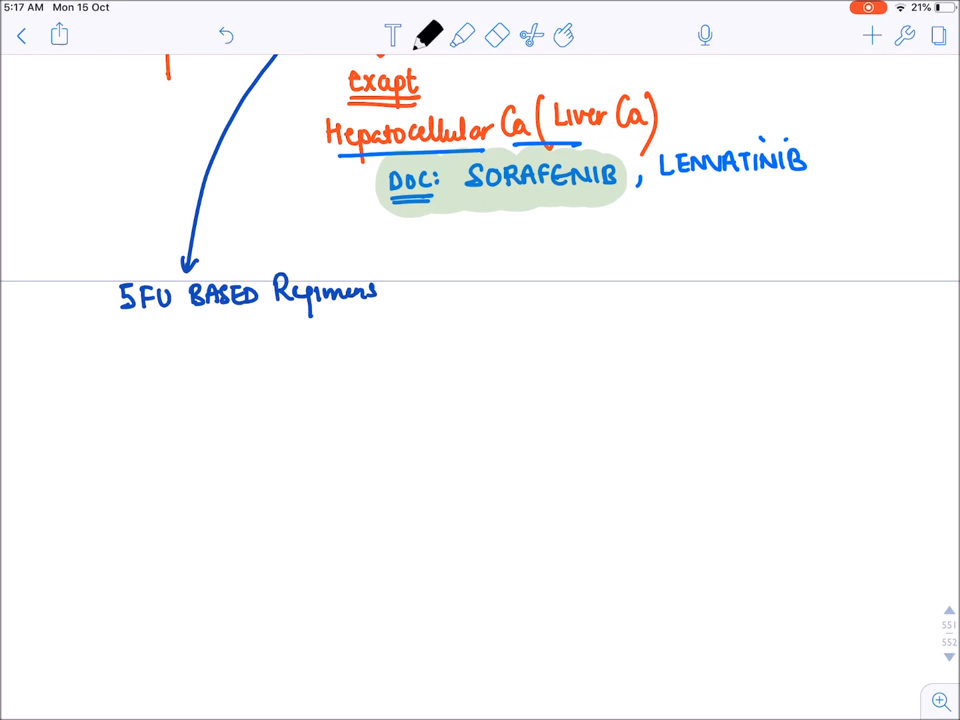 5:17 AM Mon 15 Oct
21%
T
exapt
Hepatocellular Ca (Liver Ca)
DOC: SORAFENIB , LENVATINIB
5FU BASED Regimens
551
552